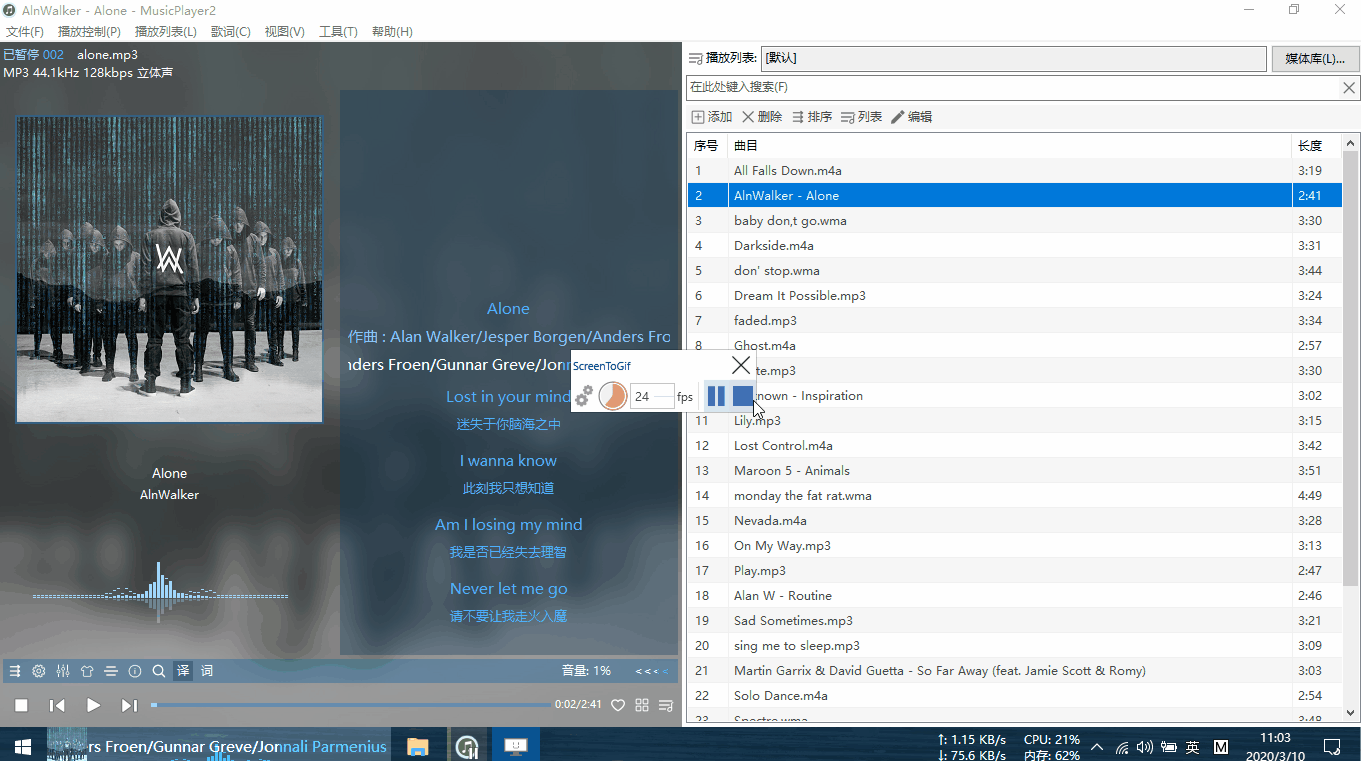 AlnWalker - Alone - MusicPlayer2
文件(F) 播放控制(P) 播放列表(L) 歌词(C) 视图(V) 工具(T) 帮助(H)
已暂停 002 alone.mp3
MP3 44.1kHz 128kbps 立体声
Alone
作曲 : Alan Walker/Jesper Borgen/Anders Fro
nders Froen/Gunnar Greve/Jon
Lost in your mind
迷失于你脑海之中
I wanna know
此刻我只想知道
Am I losing my mind
我是否已经失去理智
Never let me go
请不要让我走火入魔
Alone
AlnWalker
译 词 音量: 1% <<< <
0:02/2:41
播放列表: [默认] 媒体库(L)...
在此处键入搜索(F)
添加 删除 排序 列表 编辑
序号 曲目 长度
1 All Falls Down.m4a 3:19
2 AlnWalker - Alone 2:41
3 baby don,t go.wma 3:30
4 Darkside.m4a 3:31
5 don' stop.wma 3:44
6 Dream It Possible.mp3 3:24
7 faded.mp3 3:34
8 Ghost.m4a 2:57
te.mp3 3:30
nown - Inspiration 3:02
11 Lily.mp3 3:15
12 Lost Control.m4a 3:42
13 Maroon 5 - Animals 3:51
14 monday the fat rat.wma 4:49
15 Nevada.m4a 3:28
16 On My Way.mp3 3:13
17 Play.mp3 2:47
18 Alan W - Routine 2:46
19 Sad Sometimes.mp3 3:21
20 sing me to sleep.mp3 3:09
21 Martin Garrix & David Guetta - So Far Away (feat. Jamie Scott & Romy) 3:03
22 Solo Dance.m4a 2:54
23 Spectre.wma 3:48
ScreenToGif
24 fps
rs Froen/Gunnar Greve/Jonnali Parmenius
↑: 1.15 KB/s CPU: 21%
↓: 75.6 KB/s 内存: 62%
英 M
11:03
2020/3/10